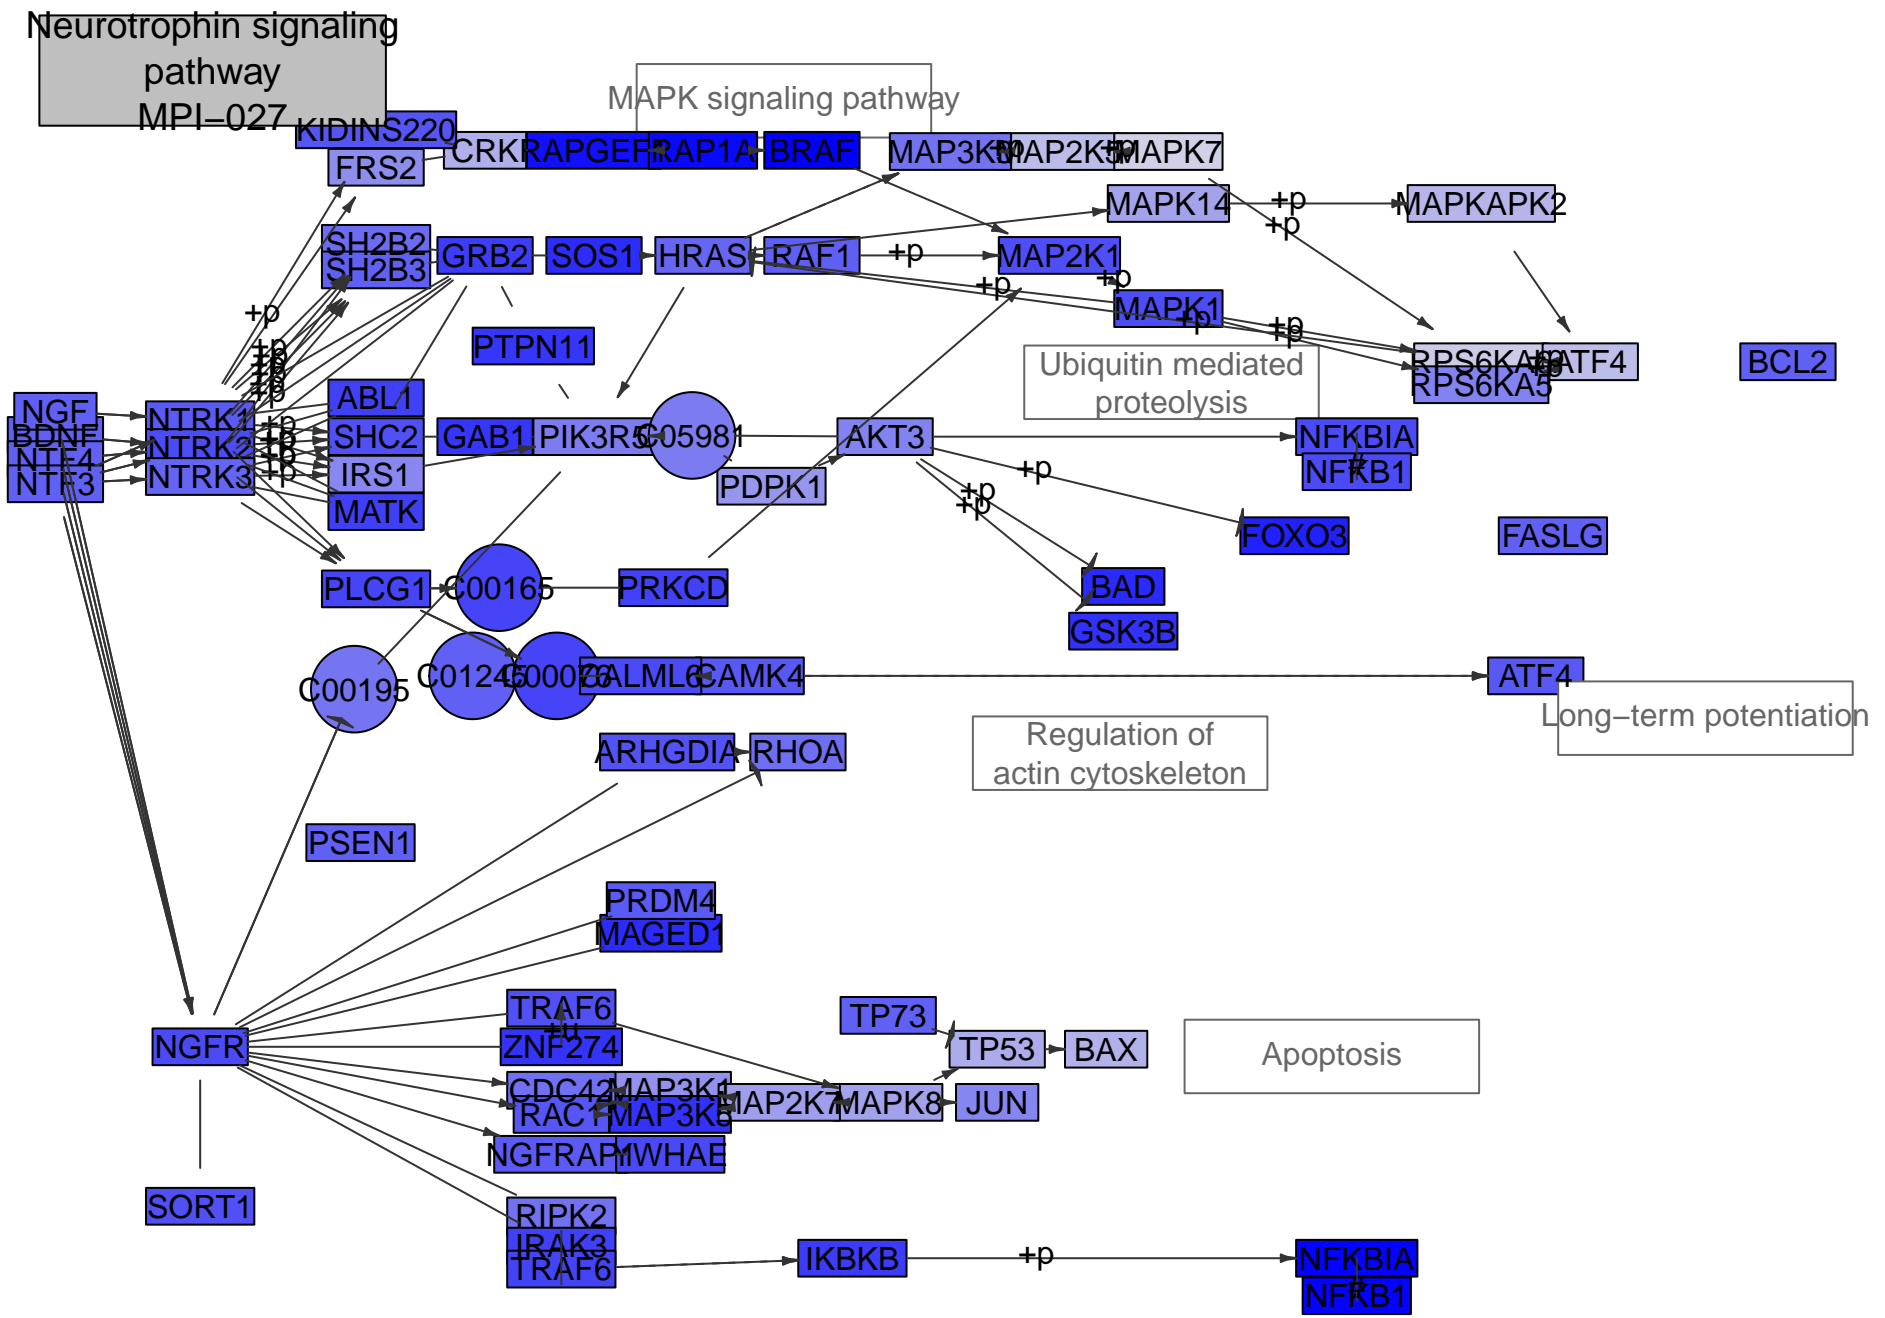 Neurotrophin signaling
pathway
MPI−027
MAPK signaling pathway
KIDINS220
FRS2
RAP1A
BRAF
MAPK7
MAPK14
+p
MAPKAPK2
+p
SH2B2
SH2B3
GRB2
SOS1
HRAS
RAF1
+p
MAP2K1
+p
+p
MAPK1
+p
+p
+p
PTPN11
Ubiquitin mediated
proteolysis
RPS6KA5
ATF4
BCL2
+p
+p
+p
+p
+p
NGF
BDNF
NTF4
NTF3
NTRK1
NTRK2
NTRK3
ABL1
SHC2
IRS1
MATK
+p
+p
+p
+p
GAB1
PIK3R5
C05981
AKT3
PDPK1
NFKBIA
NFKB1
+p
+p
+p
FOXO3
FASLG
PLCG1
C00165
PRKCD
BAD
GSK3B
C00195
C01245
C00076
CALML6
CAMK4
ATF4
Long−term potentiation
Regulation of
actin cytoskeleton
ARHGDIA
RHOA
PSEN1
PRDM4
MAGED1
NGFR
TRAF6
+u
ZNF274
TP73
TP53
BAX
Apoptosis
CDC42
MAP3K1
RAC1
MAP3K5
MAP2K7
MAPK8
JUN
NGFRAP1
YWHAE
SORT1
RIPK2
IRAK3
TRAF6
IKBKB
+p
NFKBIA
NFKB1